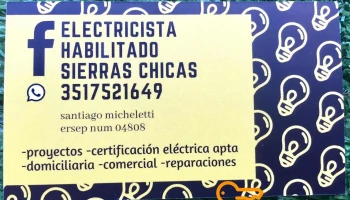 f ELECTRICISTA
HABILITADO
SIERRAS CHICAS
3517521649
santiago micheletti
ersep num 04808
-proyectos -certificación eléctrica apta
-domiciliaria -comercial -reparaciones